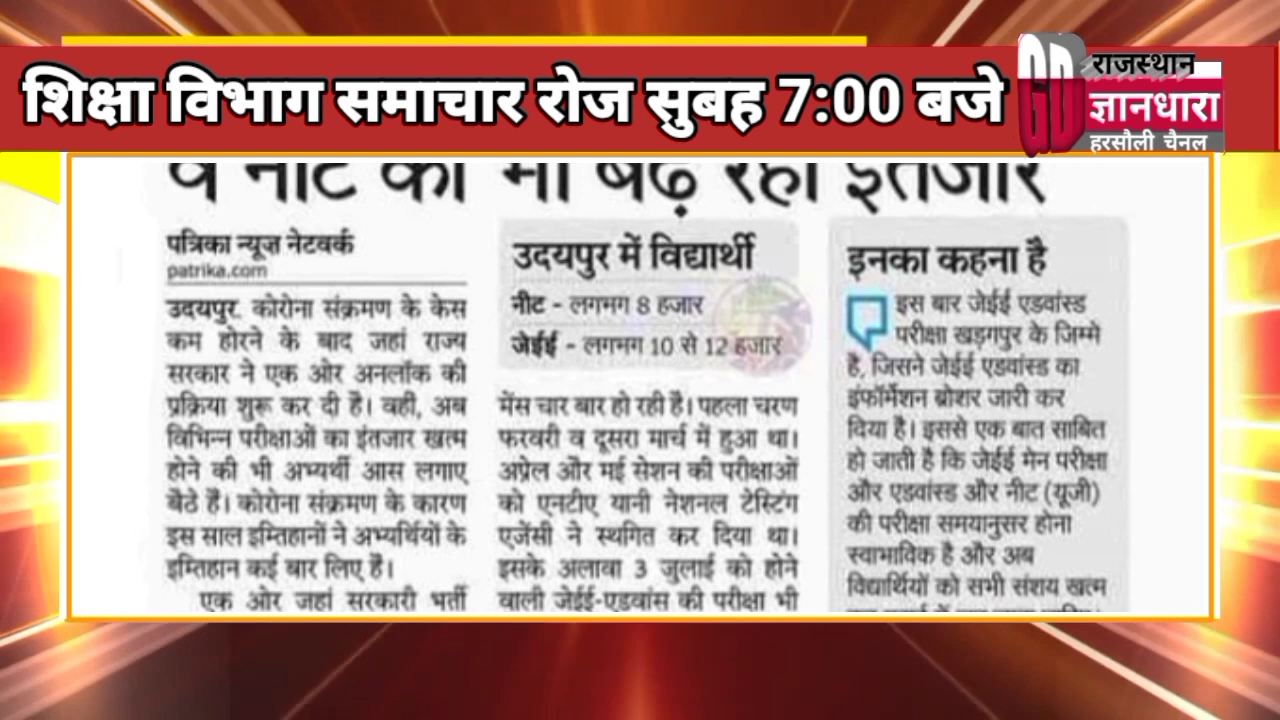 शिक्षा विभाग समाचार रोज सुबह 7:00 बजे
GD
राजस्थान
ज्ञानधारा
हरसौली चैनल
व नीट का भी बढ़ रहा इंतजार
पत्रिका न्यूज़ नेटवर्क
patrika.com
उदयपुर. कोरोना संक्रमण के केस
कम होरने के बाद जहां राज्य
सरकार ने एक ओर अनलॉक की
प्रक्रिया शुरू कर दी है। वहीं, अब
विभिन्न परीक्षाओं का इंतजार खत्म
होने की भी अभ्यर्थी आस लगाए
बैठे हैं। कोरोना संक्रमण के कारण
इस साल इम्तिहानों ने अभ्यर्थियों के
इम्तिहान कई बार लिए हैं।
एक ओर जहां सरकारी भर्ती
उदयपुर में विद्यार्थी
नीट - लगभग 8 हजार
जेईई - लगभग 10 से 12 हजार
मेंस चार बार हो रही है। पहला चरण
फरवरी व दूसरा मार्च में हुआ था।
अप्रेल और मई सेशन की परीक्षाओं
को एनटीए यानी नेशनल टेस्टिंग
एजेंसी ने स्थगित कर दिया था।
इसके अलावा 3 जुलाई को होने
वाली जेईई-एडवांस की परीक्षा भी
इनका कहना है
इस बार जेईई एडवांस्ड
परीक्षा खड़गपुर के जिम्मे
है, जिसने जेईई एडवांस्ड का
इंफॉर्मेशन ब्रोशर जारी कर
दिया है। इससे एक बात साबित
हो जाती है कि जेईई मेन परीक्षा
और एडवांस्ड और नीट (यूजी)
की परीक्षा समयानुसर होना
स्वाभाविक है और अब
विद्यार्थियों को सभी संशय खत्म